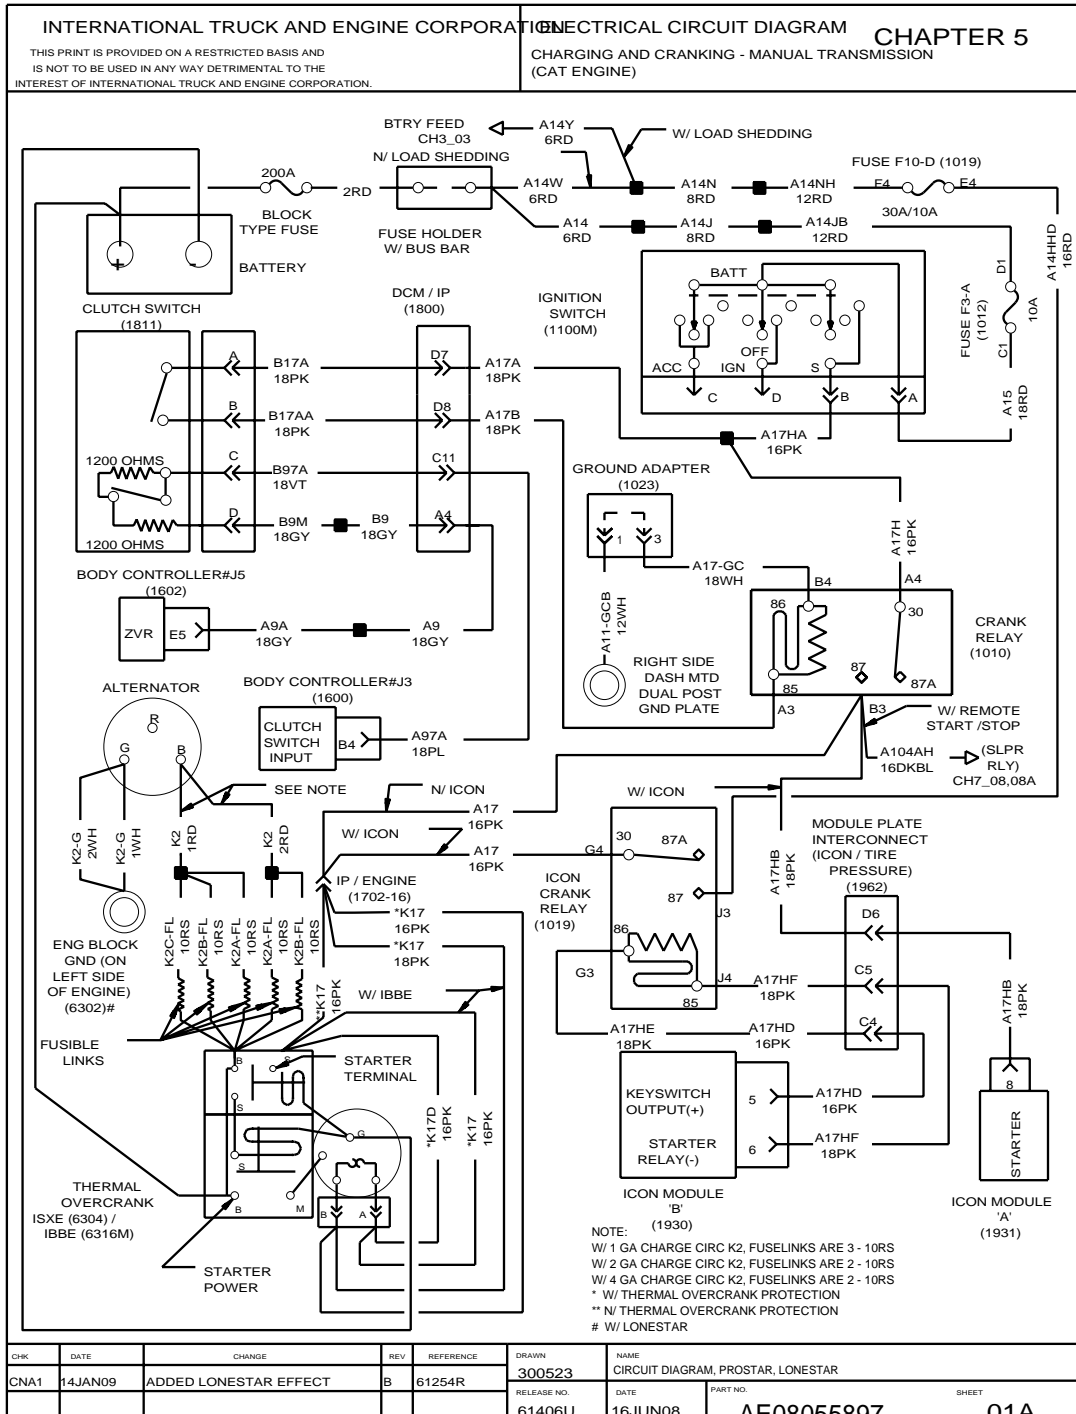 INTERNATIONAL TRUCK AND ENGINE CORPORATION
ELECTRICAL CIRCUIT DIAGRAM
CHAPTER 5
THIS PRINT IS PROVIDED ON A RESTRICTED BASIS AND
IS NOT TO BE USED IN ANY WAY DETRIMENTAL TO THE
INTEREST OF INTERNATIONAL TRUCK AND ENGINE CORPORATION.
CHARGING AND CRANKING - MANUAL TRANSMISSION
(CAT ENGINE)
BTRY FEED
CH3_03
A14Y
6RD
W/ LOAD SHEDDING
N/ LOAD SHEDDING
FUSE F10-D (1019)
200A
2RD
A14W
6RD
A14N
8RD
A14NH
12RD
E4
E4
30A/10A
BLOCK
TYPE FUSE
FUSE HOLDER
W/ BUS BAR
A14
6RD
A14J
8RD
A14JB
12RD
A14HHD
16RD
+
-
BATTERY
BATT
D1
FUSE F3-A
(1012)
10A
C1
CLUTCH SWITCH
(1811)
DCM / IP
(1800)
IGNITION
SWITCH
(1100M)
OFF
ACC
IGN
S
C
D
B
A
A15
18RD
A
B17A
18PK
D7
A17A
18PK
B
B17AA
18PK
D8
A17B
18PK
A17HA
16PK
1200 OHMS
C
B97A
18VT
C11
GROUND ADAPTER
(1023)
D
B9M
18GY
B9
18GY
A4
1200 OHMS
1
3
A17H
16PK
BODY CONTROLLER#J5
(1602)
A17-GC
18WH
B4
A4
ZVR
E5
A9A
18GY
A9
18GY
A11-GCB
12WH
86
30
CRANK
RELAY
(1010)
RIGHT SIDE
DASH MTD
DUAL POST
GND PLATE
87
87A
85
A3
B3
W/ REMOTE
START /STOP
ALTERNATOR
R
G
B
BODY CONTROLLER#J3
(1600)
CLUTCH
SWITCH
INPUT
B4
A97A
18PL
A104AH
16DKBL
(SLPR
RLY)
CH7_08,08A
SEE NOTE
N/ ICON
W/ ICON
A17
16PK
K2-G
2WH
K2-G
1WH
K2
1RD
K2
2RD
W/ ICON
A17
16PK
G4
30
87A
MODULE PLATE
INTERCONNECT
(ICON / TIRE
PRESSURE)
(1962)
A17HB
18PK
IP / ENGINE
(1702-16)
ICON
CRANK
RELAY
(1019)
87
J3
*K17
16PK
*K17
18PK
D6
ENG BLOCK
GND (ON
LEFT SIDE
OF ENGINE)
(6302)#
K2C-FL
10RS
K2B-FL
10RS
K2A-FL
10RS
K2A-FL
10RS
K2B-FL
10RS
86
G3
J4
85
A17HF
18PK
C5
**K17
16PK
W/ IBBE
A17HE
18PK
A17HD
16PK
C4
A17HB
18PK
FUSIBLE
LINKS
B
S
STARTER
TERMINAL
S
*K17D
16PK
*K17
16PK
KEYSWITCH
OUTPUT(+)
5
A17HD
16PK
STARTER
RELAY(-)
6
A17HF
18PK
8
STARTER
G
S
B
M
B
A
THERMAL
OVERCRANK
ISXE (6304) /
IBBE (6316M)
STARTER
POWER
ICON MODULE
'B'
(1930)
ICON MODULE
'A'
(1931)
NOTE:
W/ 1 GA CHARGE CIRC K2, FUSELINKS ARE 3 - 10RS
W/ 2 GA CHARGE CIRC K2, FUSELINKS ARE 2 - 10RS
W/ 4 GA CHARGE CIRC K2, FUSELINKS ARE 2 - 10RS
* W/ THERMAL OVERCRANK PROTECTION
** N/ THERMAL OVERCRANK PROTECTION
# W/ LONESTAR
CHK
DATE
CHANGE
REV
REFERENCE
DRAWN
NAME
CNA1
14JAN09
ADDED LONESTAR EFFECT
B
61254R
300523
CIRCUIT DIAGRAM, PROSTAR, LONESTAR
RELEASE NO.
DATE
PART NO.
SHEET
61406U
16JUN08
AE08055897
01A